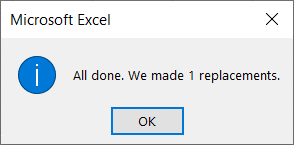 Microsoft Excel
All done. We made 1 replacements.
OK